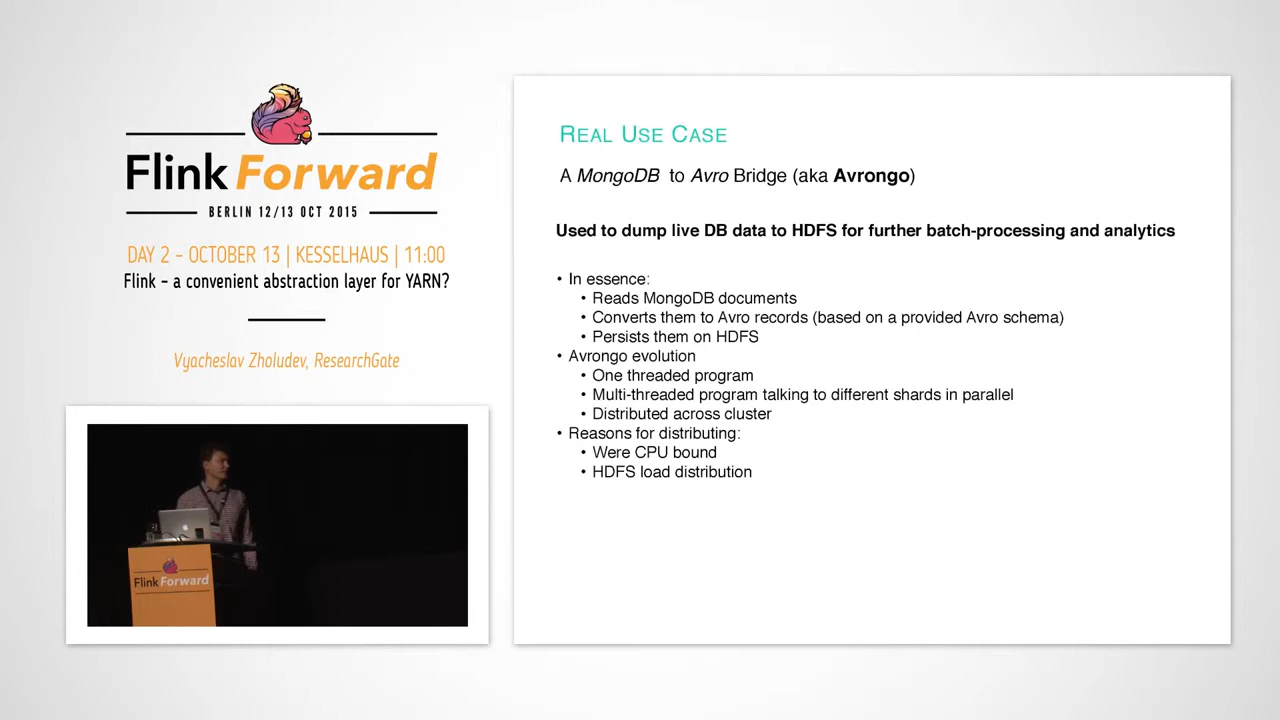 Flink Forward
BERLIN 12/13 OCT 2015
DAY 2 - OCTOBER 13 | KESSELHAUS | 11:00
Flink - a convenient abstraction layer for YARN?
Vyacheslav Zholudev, ResearchGate
Flink Forward
REAL USE CASE
A MongoDB to Avro Bridge (aka Avrongo)
Used to dump live DB data to HDFS for further batch-processing and analytics
• In essence:
• Reads MongoDB documents
• Converts them to Avro records (based on a provided Avro schema)
• Persists them on HDFS
• Avrongo evolution
• One threaded program
• Multi-threaded program talking to different shards in parallel
• Distributed across cluster
• Reasons for distributing:
• Were CPU bound
• HDFS load distribution